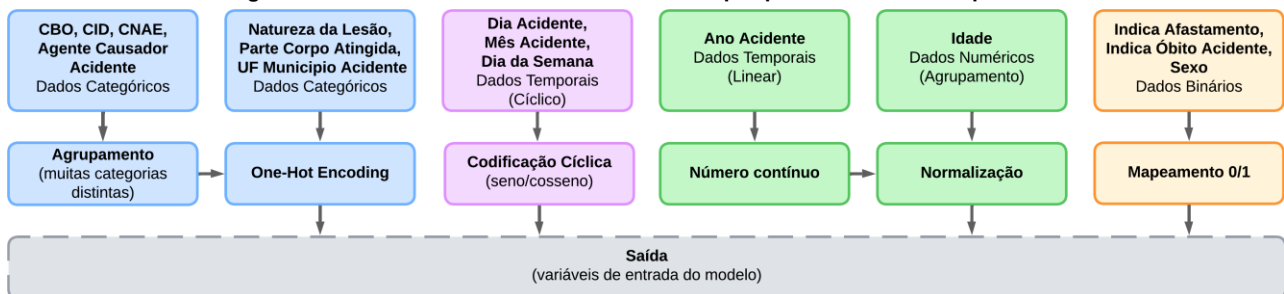 CBO, CID, CNAE,
Agente Causador
Acidente
Dados Categóricos
Natureza da Lesão,
Parte Corpo Atingida,
UF Municipio Acidente
Dados Categóricos
Dia Acidente,
Mês Acidente,
Dia da Semana
Dados Temporais
(Cíclico)
Ano Acidente
Dados Temporais
(Linear)
Idade
Dados Numéricos
(Agrupamento)
Indica Afastamento,
Indica Óbito Acidente,
Sexo
Dados Binários
Agrupamento
(muitas categorias
distintas)
One-Hot Encoding
Codificação Cíclica
(seno/cosseno)
Número contínuo
Normalização
Mapeamento 0/1
Saída
(variáveis de entrada do modelo)